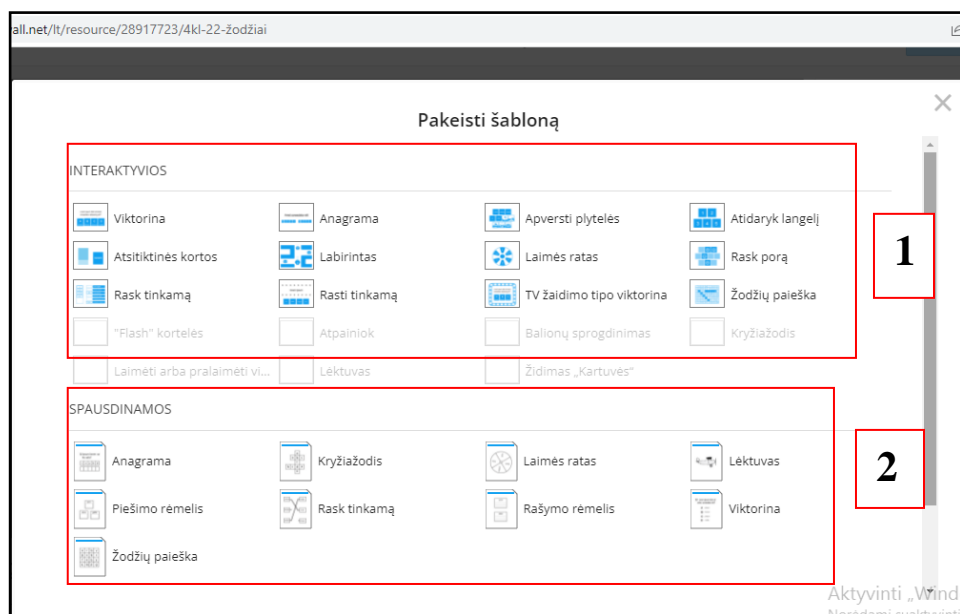 all.net/lt/resource/28917723/4kl-22-žodžiai
Pakeisti šabloną
INTERAKTYVIOS
Viktorina Anagrama Apversti plytelės Atidaryk langelį
Atsitiktinės kortos Labirintas Laimės ratas Rask porą
Rask tinkamą Rasti tinkamą TV žaidimo tipo viktorina Žodžių paieška
"Flash" kortelės Atpainiok Balionų sprogdinimas Kryžiažodis
Laimėti arba pralaimėti vi... Lėktuvas Žídimas „Kartuvės“
1
SPAUSDINAMOS
Anagrama Kryžiažodis Laimės ratas Lėktuvas
Piešimo rėmelis Rask tinkamą Rašymo rėmelis Viktorina
Žodžių paieška
2
Aktyvinti „Wind